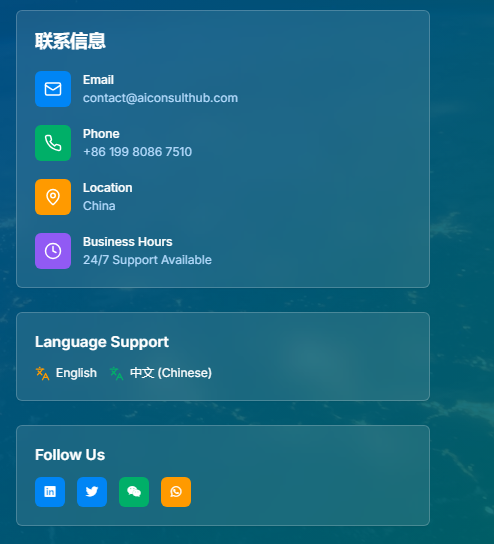 联系信息
Email
contact@aiconsulthub.com
Phone
+86 199 8086 7510
Location
China
Business Hours
24/7 Support Available
Language Support
English 中文 (Chinese)
Follow Us